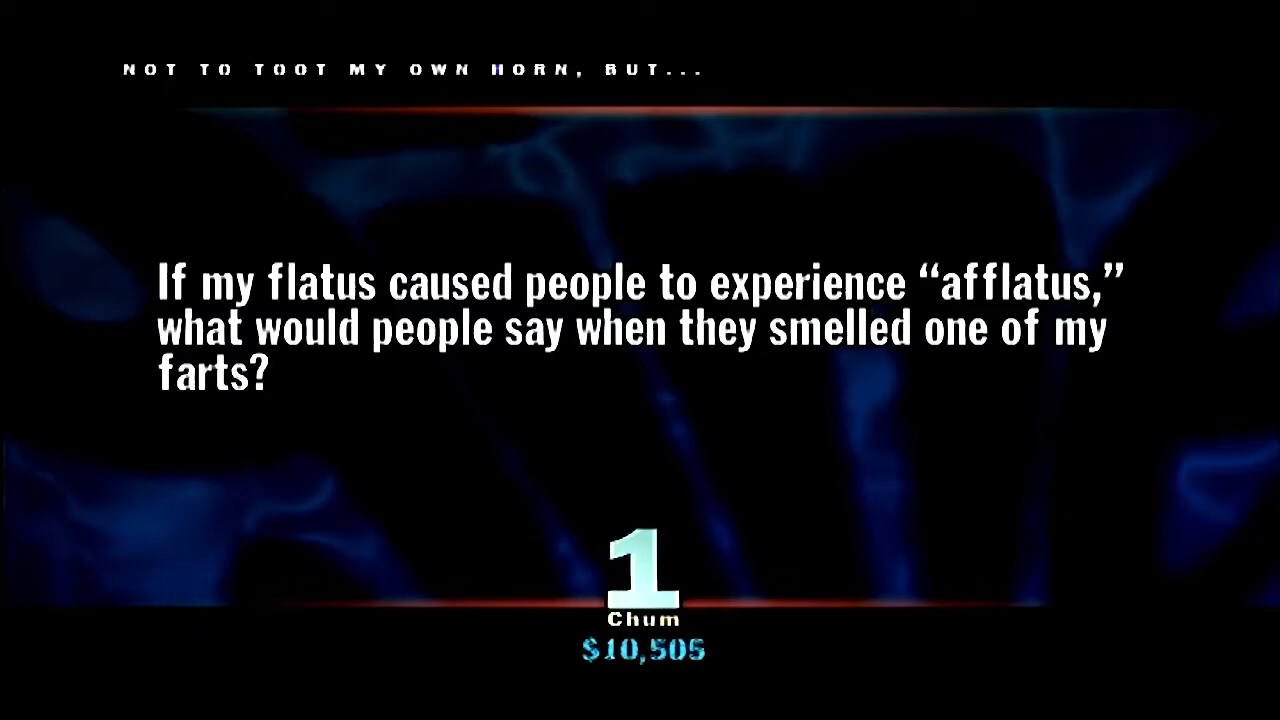 NOT TO TOOT MY OWN HORN, BUT...
If my flatus caused people to experience “afflatus,”
what would people say when they smelled one of my
farts?
1
Chum
$10,505